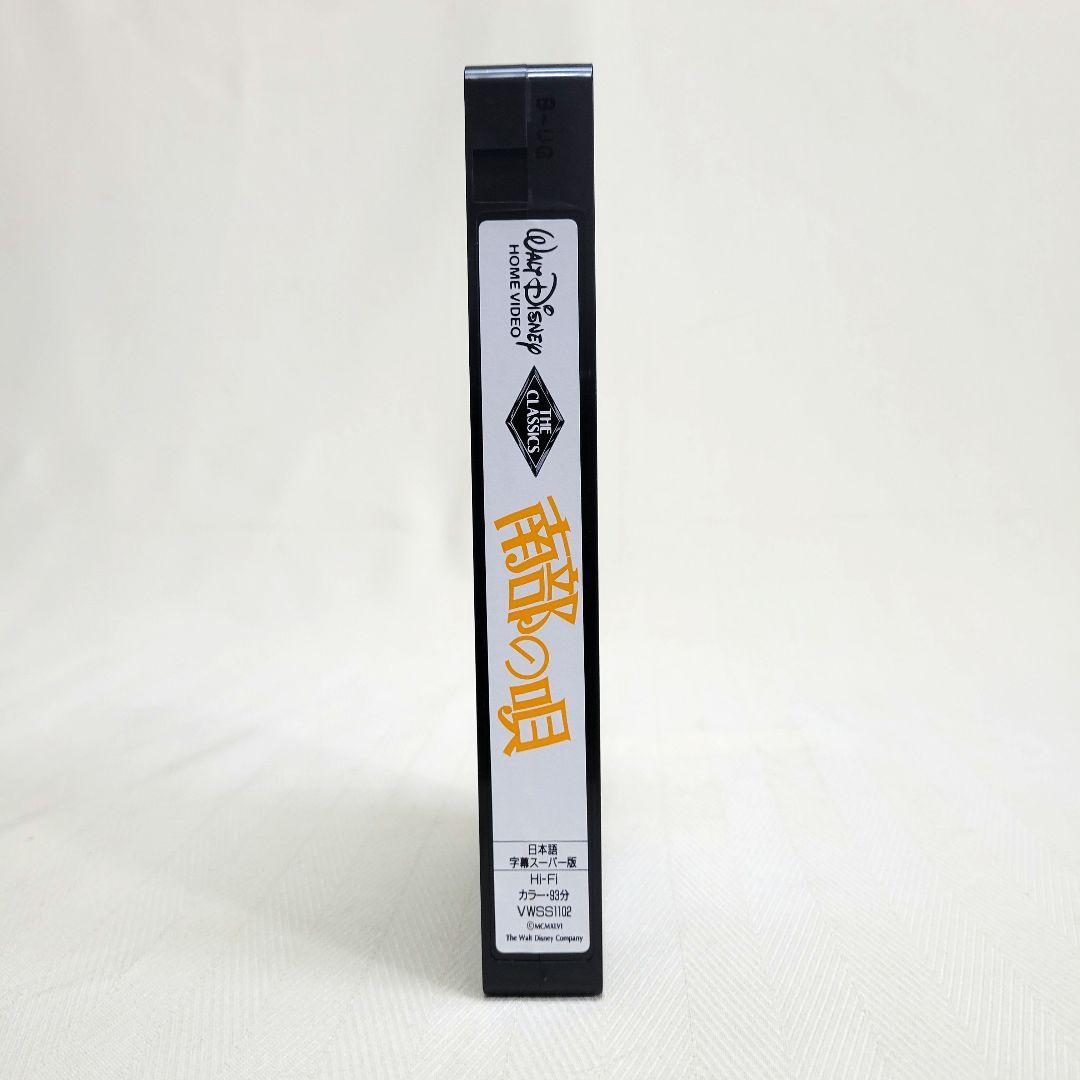 B-UG
WALT DISNEY
HOME VIDEO
THE
CLASSICS
南部の唄
日本語
字幕スーパー版
Hi-Fi
カラー・93分
VWSS1102
©MCMXLVI
The Walt Disney Company